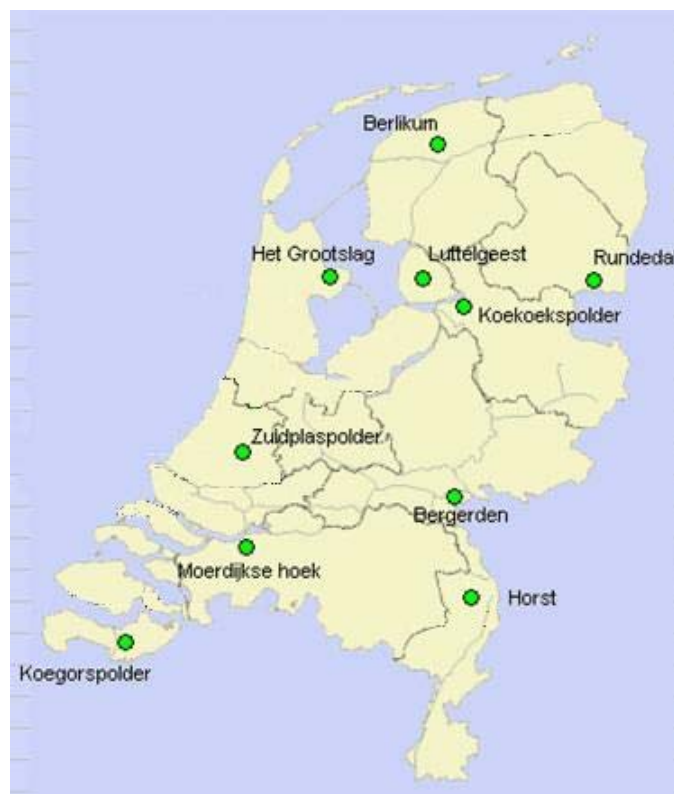 Berlikum
Het Grootslag
Luttelgeest
Rundeda
Koekoekspolder
Zuidplaspolder
Bergerden
Moerdijkse hoek
Horst
Koegorspolder